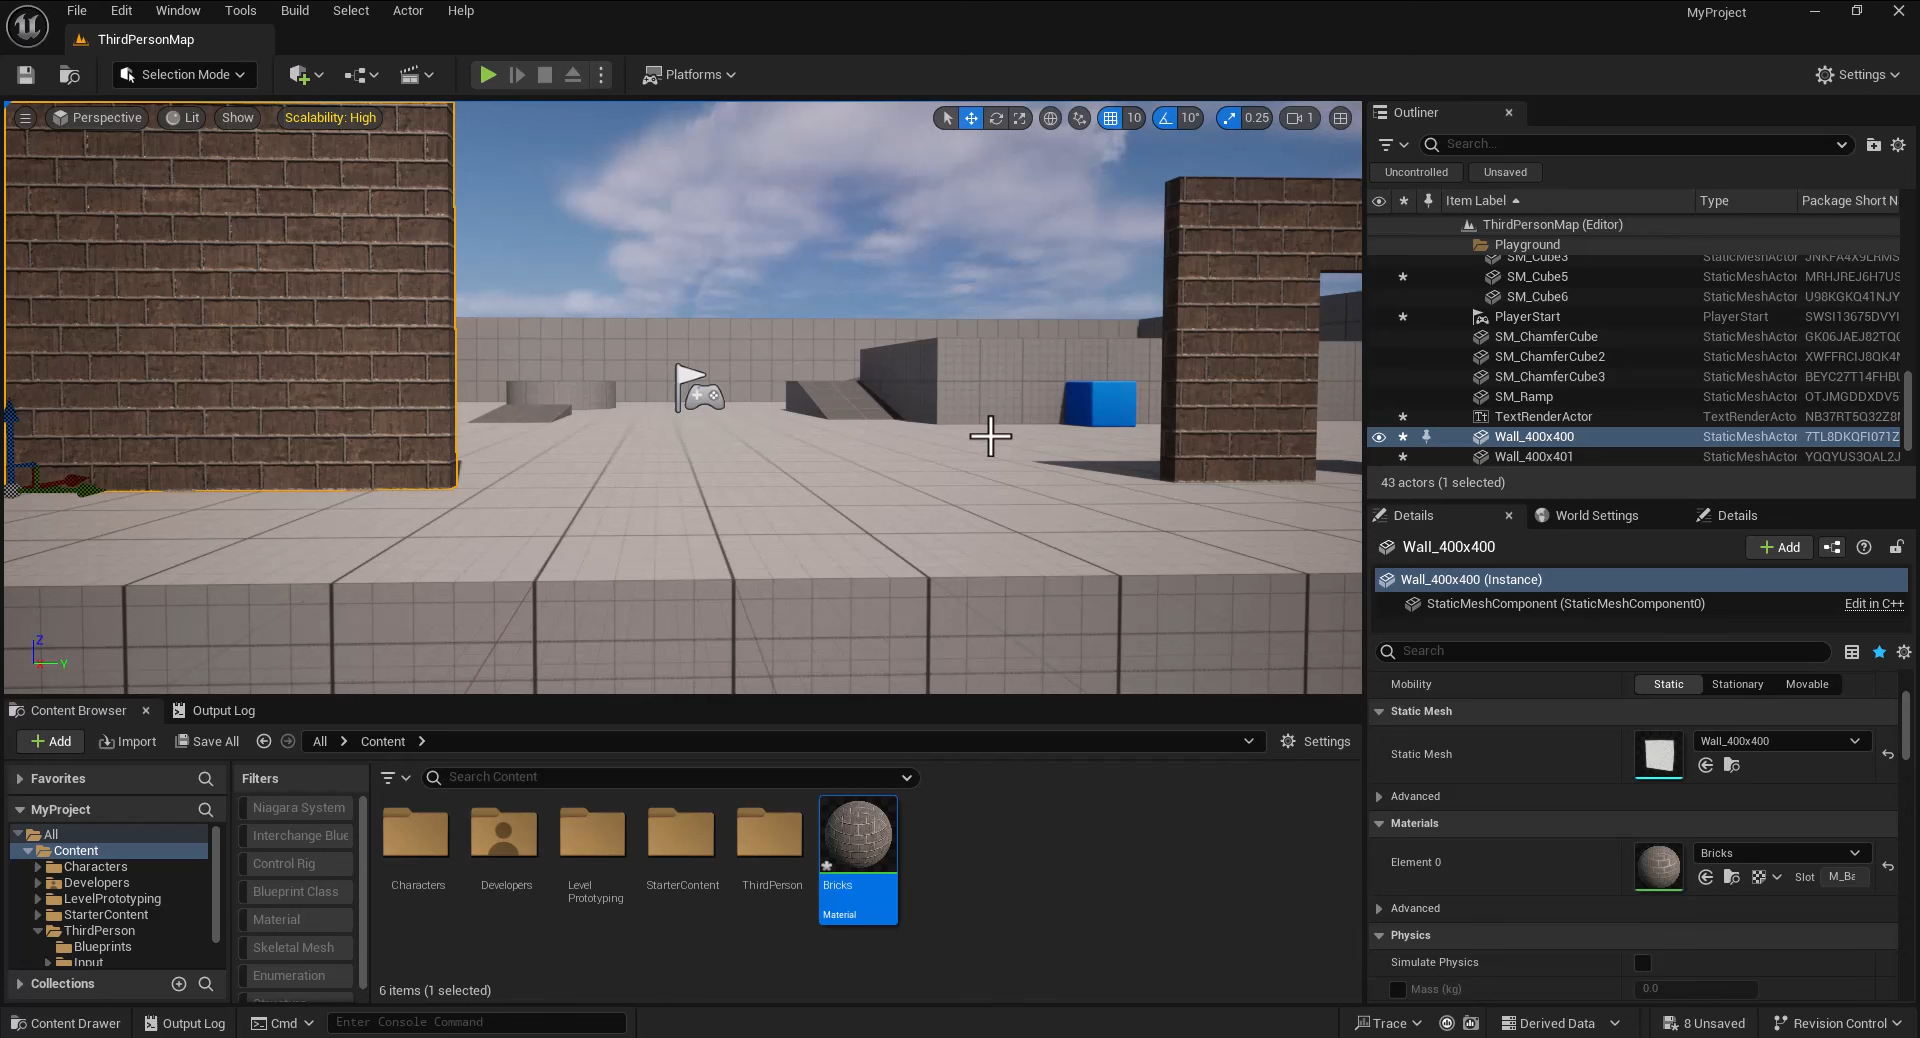 File Edit Window Tools Build Select Actor Help
MyProject
ThirdPersonMap
Selection Mode
Platforms
Settings
Perspective Lit Show Scalability: High
10 10° 0.25 1
Z
X Y
Outliner
Search...
Uncontrolled Unsaved
Item Label Type Package Short N
ThirdPersonMap (Editor)
Playground
SM_Cube3 StaticMeshActor JNKFA4X9LRMS
SM_Cube5 StaticMeshActor MRHJREJ6H7US
SM_Cube6 StaticMeshActor U98KGKQ41NJY
PlayerStart PlayerStart SWSI13675DVYI
SM_ChamferCube StaticMeshActor GK06JAEJ82TQ0
SM_ChamferCube2 StaticMeshActor XWFFRCIJ8QK4N
SM_ChamferCube3 StaticMeshActor BEYC27T14FHBU
SM_Ramp StaticMeshActor OTJMGDDXDV5
TextRenderActor TextRenderActo NB37RT5Q32Z8I
Wall_400x400 StaticMeshActor 7TL8DKQFI071Z
Wall_400x401 StaticMeshActor YQQYUS3QAL2J
43 actors (1 selected)
Details World Settings Details
Wall_400x400 Add
Wall_400x400 (Instance)
StaticMeshComponent (StaticMeshComponent0) Edit in C++
Search
Mobility Static Stationary Movable
Static Mesh
Static Mesh Wall_400x400
Advanced
Materials
Element 0 Bricks
Slot M_Ba
Advanced
Physics
Simulate Physics
Mass (kg) 0.0
Content Browser Output Log
Add Import Save All All Content Settings
Favorites
MyProject
All
Content
Characters
Developers
LevelPrototyping
StarterContent
ThirdPerson
Blueprints
Input
Collections
Filters
Niagara System
Interchange Blue
Control Rig
Blueprint Class
Material
Skeletal Mesh
Enumeration
Search Content
Characters Developers Level StarterContent ThirdPerson Bricks
Prototyping
Material
6 items (1 selected)
Content Drawer Output Log Cmd Enter Console Command Trace Derived Data 8 Unsaved Revision Control